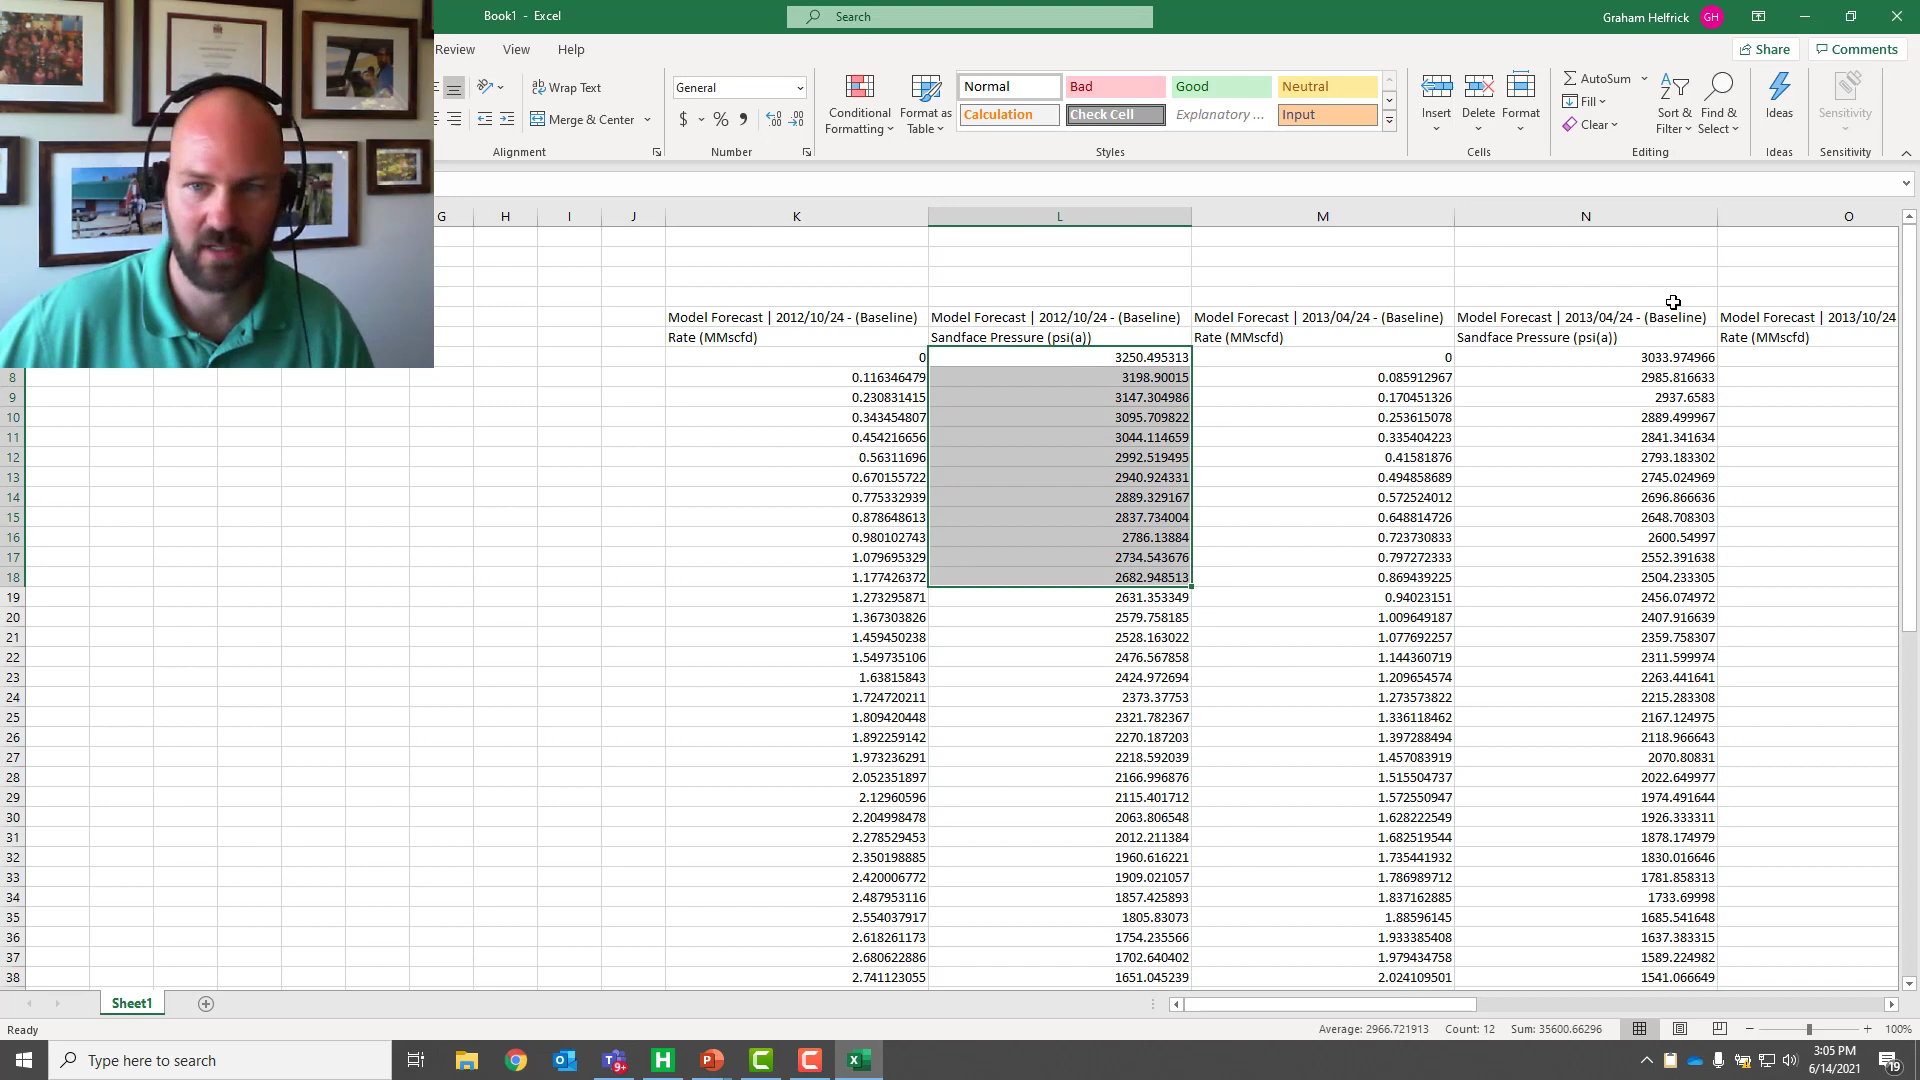 Book1 - Excel
Search
Graham Helfrick
GH
Review View Help
Share
Comments
Wrap Text
Merge & Center
Alignment
General
$ % ,
Number
Conditional Formatting
Format as Table
Normal Bad Good Neutral
Calculation Check Cell Explanatory ... Input
Styles
Insert Delete Format
Cells
AutoSum
Fill
Clear
Sort & Filter
Find & Select
Editing
Ideas
Ideas
Sensitivity
Sensitivity
G H I J K L M N O
Model Forecast | 2012/10/24 - (Baseline) Model Forecast | 2012/10/24 - (Baseline) Model Forecast | 2013/04/24 - (Baseline) Model Forecast | 2013/04/24 - (Baseline) Model Forecast | 2013/10/24
Rate (MMscfd) Sandface Pressure (psi(a)) Rate (MMscfd) Sandface Pressure (psi(a)) Rate (MMscfd)
0 3250.495313 0 3033.974966
8 0.116346479 3198.90015 0.085912967 2985.816633
9 0.230831415 3147.304986 0.170451326 2937.6583
10 0.343454807 3095.709822 0.253615078 2889.499967
11 0.454216656 3044.114659 0.335404223 2841.341634
12 0.56311696 2992.519495 0.41581876 2793.183302
13 0.670155722 2940.924331 0.494858689 2745.024969
14 0.775332939 2889.329167 0.572524012 2696.866636
15 0.878648613 2837.734004 0.648814726 2648.708303
16 0.980102743 2786.13884 0.723730833 2600.54997
17 1.079695329 2734.543676 0.797272333 2552.391638
18 1.177426372 2682.948513 0.869439225 2504.233305
19 1.273295871 2631.353349 0.94023151 2456.074972
20 1.367303826 2579.758185 1.009649187 2407.916639
21 1.459450238 2528.163022 1.077692257 2359.758307
22 1.549735106 2476.567858 1.144360719 2311.599974
23 1.63815843 2424.972694 1.209654574 2263.441641
24 1.724720211 2373.37753 1.273573822 2215.283308
25 1.809420448 2321.782367 1.336118462 2167.124975
26 1.892259142 2270.187203 1.397288494 2118.966643
27 1.973236291 2218.592039 1.457083919 2070.80831
28 2.052351897 2166.996876 1.515504737 2022.649977
29 2.12960596 2115.401712 1.572550947 1974.491644
30 2.204998478 2063.806548 1.628222549 1926.333311
31 2.278529453 2012.211384 1.682519544 1878.174979
32 2.350198885 1960.616221 1.735441932 1830.016646
33 2.420006772 1909.021057 1.786989712 1781.858313
34 2.487953116 1857.425893 1.837162885 1733.69998
35 2.554037917 1805.83073 1.88596145 1685.541648
36 2.618261173 1754.235566 1.933385408 1637.383315
37 2.680622886 1702.640402 1.979434758 1589.224982
38 2.741123055 1651.045239 2.024109501 1541.066649
Sheet1
Ready
Average: 2966.721913 Count: 12 Sum: 35600.66296
100%
Type here to search
9+
3:05 PM
6/14/2021
19